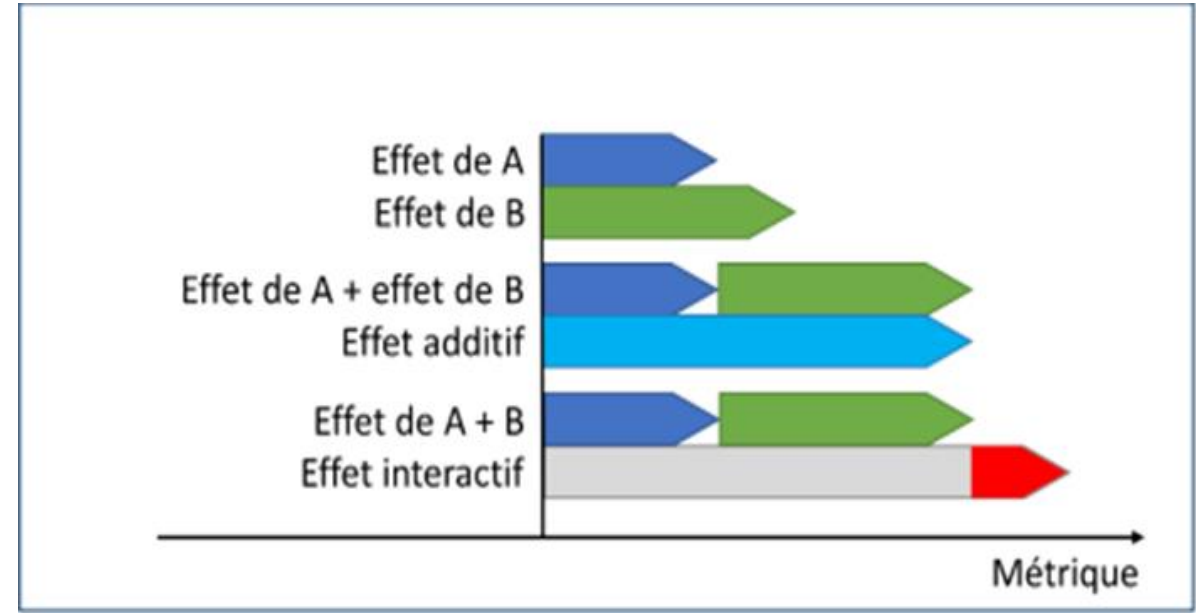 Effet de A
Effet de B
Effet de A + effet de B
Effet additif
Effet de A + B
Effet interactif
Métrique